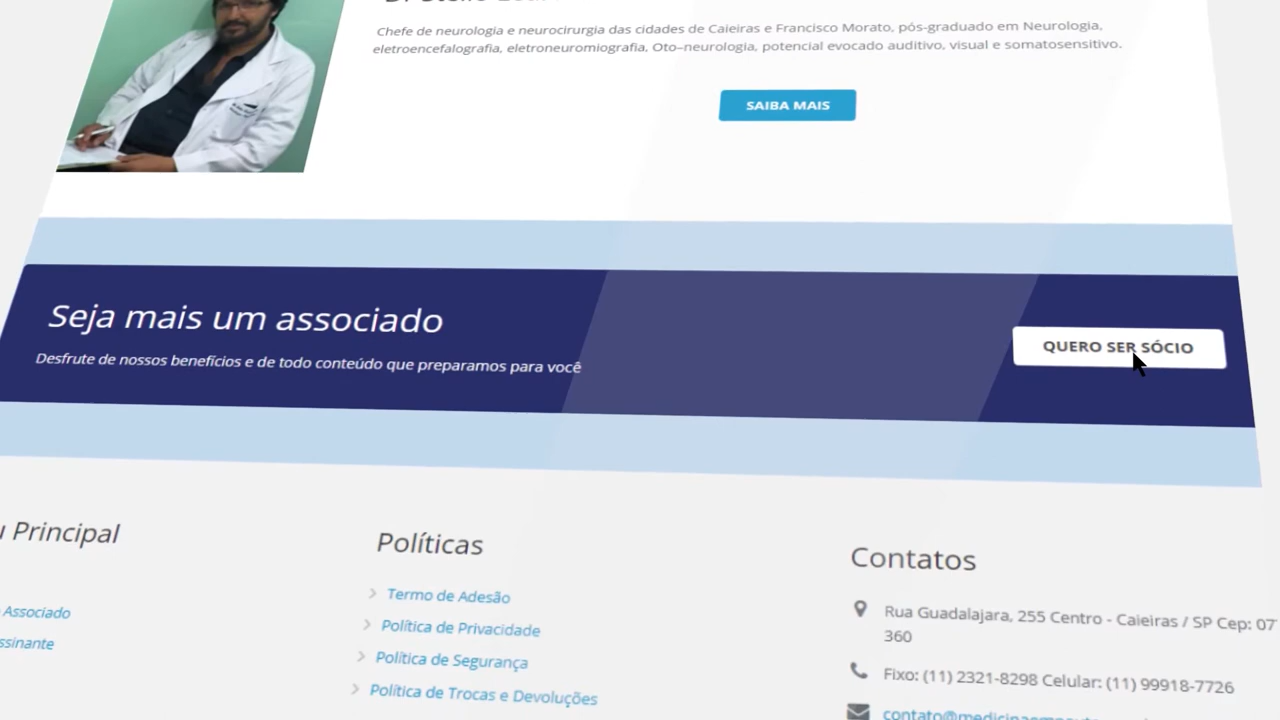 Chefe de neurologia e neurocirurgia das cidades de Caieiras e Francisco Morato, pós-graduado em Neurologia,
eletroencefalografia, eletroneuromiografia, Oto–neurologia, potencial evocado auditivo, visual e somatosensitivo.
SAIBA MAIS
Seja mais um associado
Desfrute de nossos benefícios e de todo conteúdo que preparamos para você
QUERO SER SÓCIO
Principal
Associado
Políticas
Termo de Adesão
Política de Privacidade
Política de Segurança
Política de Trocas e Devoluções
Contatos
Rua Guadalajara, 255 Centro - Caieiras / SP Cep: 07
360
Fixo: (11) 2321-8298 Celular: (11) 99918-7726